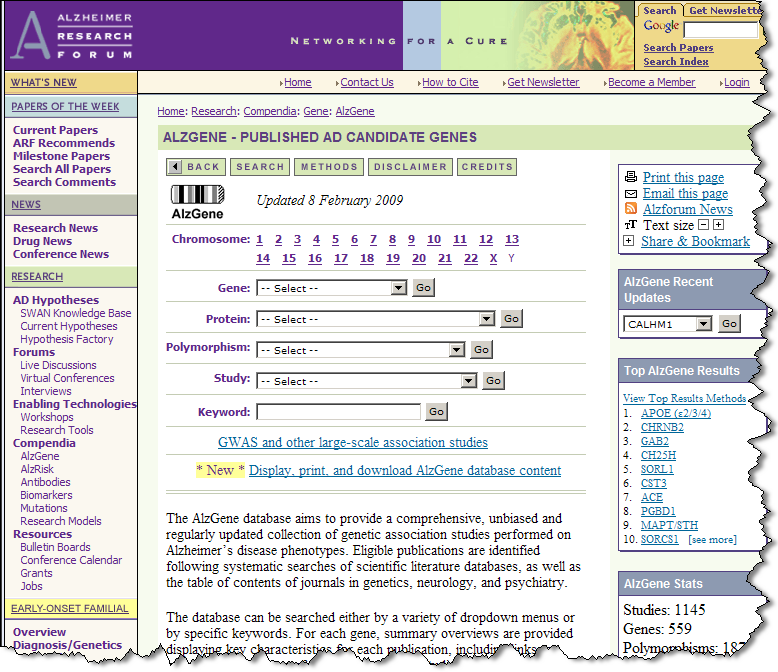 ALZHEIMER
RESEARCH
FORUM
NETWORKING FOR A CURE
Search
Get Newslette
Google
Search Papers
Search Index
Home
Contact Us
How to Cite
Get Newsletter
Become a Member
Login
WHAT'S NEW
PAPERS OF THE WEEK
Current Papers
ARF Recommends
Milestone Papers
Search All Papers
Search Comments
NEWS
Research News
Drug News
Conference News
RESEARCH
AD Hypotheses
SWAN Knowledge Base
Current Hypotheses
Hypothesis Factory
Forums
Live Discussions
Virtual Conferences
Interviews
Enabling Technologies
Workshops
Research Tools
Compendia
AlzGene
AlzRisk
Antibodies
Biomarkers
Mutations
Research Models
Resources
Bulletin Boards
Conference Calendar
Grants
Jobs
EARLY-ONSET FAMILIAL
Overview
Diagnosis/Genetics
Home: Research: Compendia: Gene: AlzGene
ALZGENE - PUBLISHED AD CANDIDATE GENES
BACK
SEARCH
METHODS
DISCLAIMER
CREDITS
AlzGene
Updated 8 February 2009
Chromosome: 1 2 3 4 5 6 7 8 9 10 11 12 13
14 15 16 17 18 19 20 21 22 X Y
Gene: -- Select -- Go
Protein: -- Select -- Go
Polymorphism: -- Select -- Go
Study: -- Select -- Go
Keyword: Go
GWAS and other large-scale association studies
* New * Display, print, and download AlzGene database content
The AlzGene database aims to provide a comprehensive, unbiased and
regularly updated collection of genetic association studies performed on
Alzheimer's disease phenotypes. Eligible publications are identified
following systematic searches of scientific literature databases, as well as
the table of contents of journals in genetics, neurology, and psychiatry.
The database can be searched either by a variety of dropdown menus or
by specific keywords. For each gene, summary overviews are provided
displaying key characteristics for each publication, including links
Print this page
Email this page
Alzforum News
Text size
Share & Bookmark
AlzGene Recent
Updates
CALHM1 Go
Top AlzGene Results
View Top Results Methods
1. APOE (ε2/3/4)
2. CHRNB2
3. GAB2
4. CH25H
5. SORL1
6. CST3
7. ACE
8. PGBD1
9. MAPT/STH
10. SORCS1 [see more]
AlzGene Stats
Studies: 1145
Genes: 559
Polymorphisms: 18